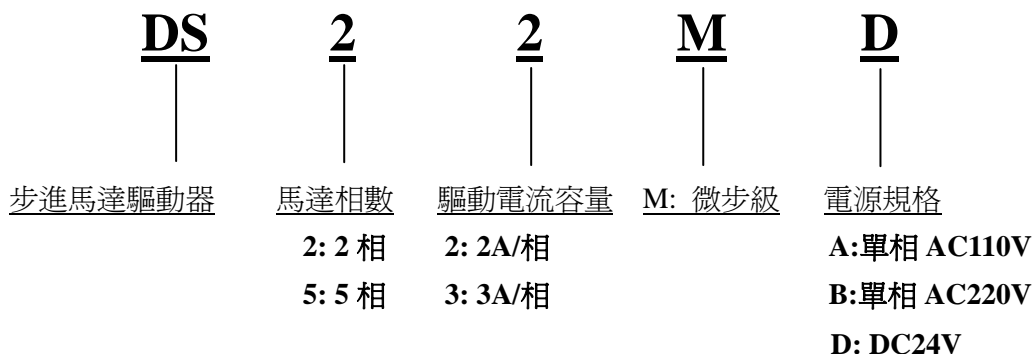 DS 2 2 M D
步進馬達驅動器 馬達相數 驅動電流容量 M: 微步級 電源規格
2: 2 相 2: 2A/相 A:單相 AC110V
5: 5 相 3: 3A/相 B:單相 AC220V
D: DC24V